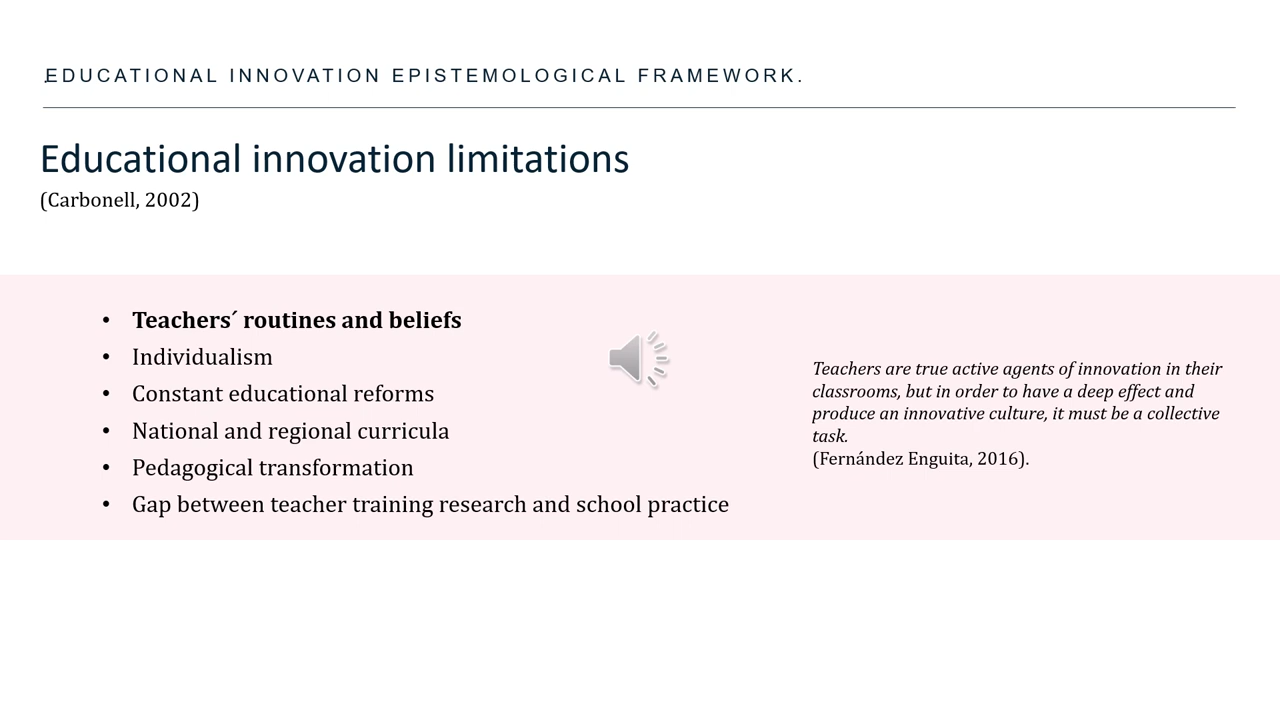 EDUCATIONAL INNOVATION EPISTEMOLOGICAL FRAMEWORK.
Educational innovation limitations
(Carbonell, 2002)
• Teachers´ routines and beliefs
• Individualism
• Constant educational reforms
• National and regional curricula
• Pedagogical transformation
• Gap between teacher training research and school practice
Teachers are true active agents of innovation in their
classrooms, but in order to have a deep effect and
produce an innovative culture, it must be a collective
task.
(Fernández Enguita, 2016).